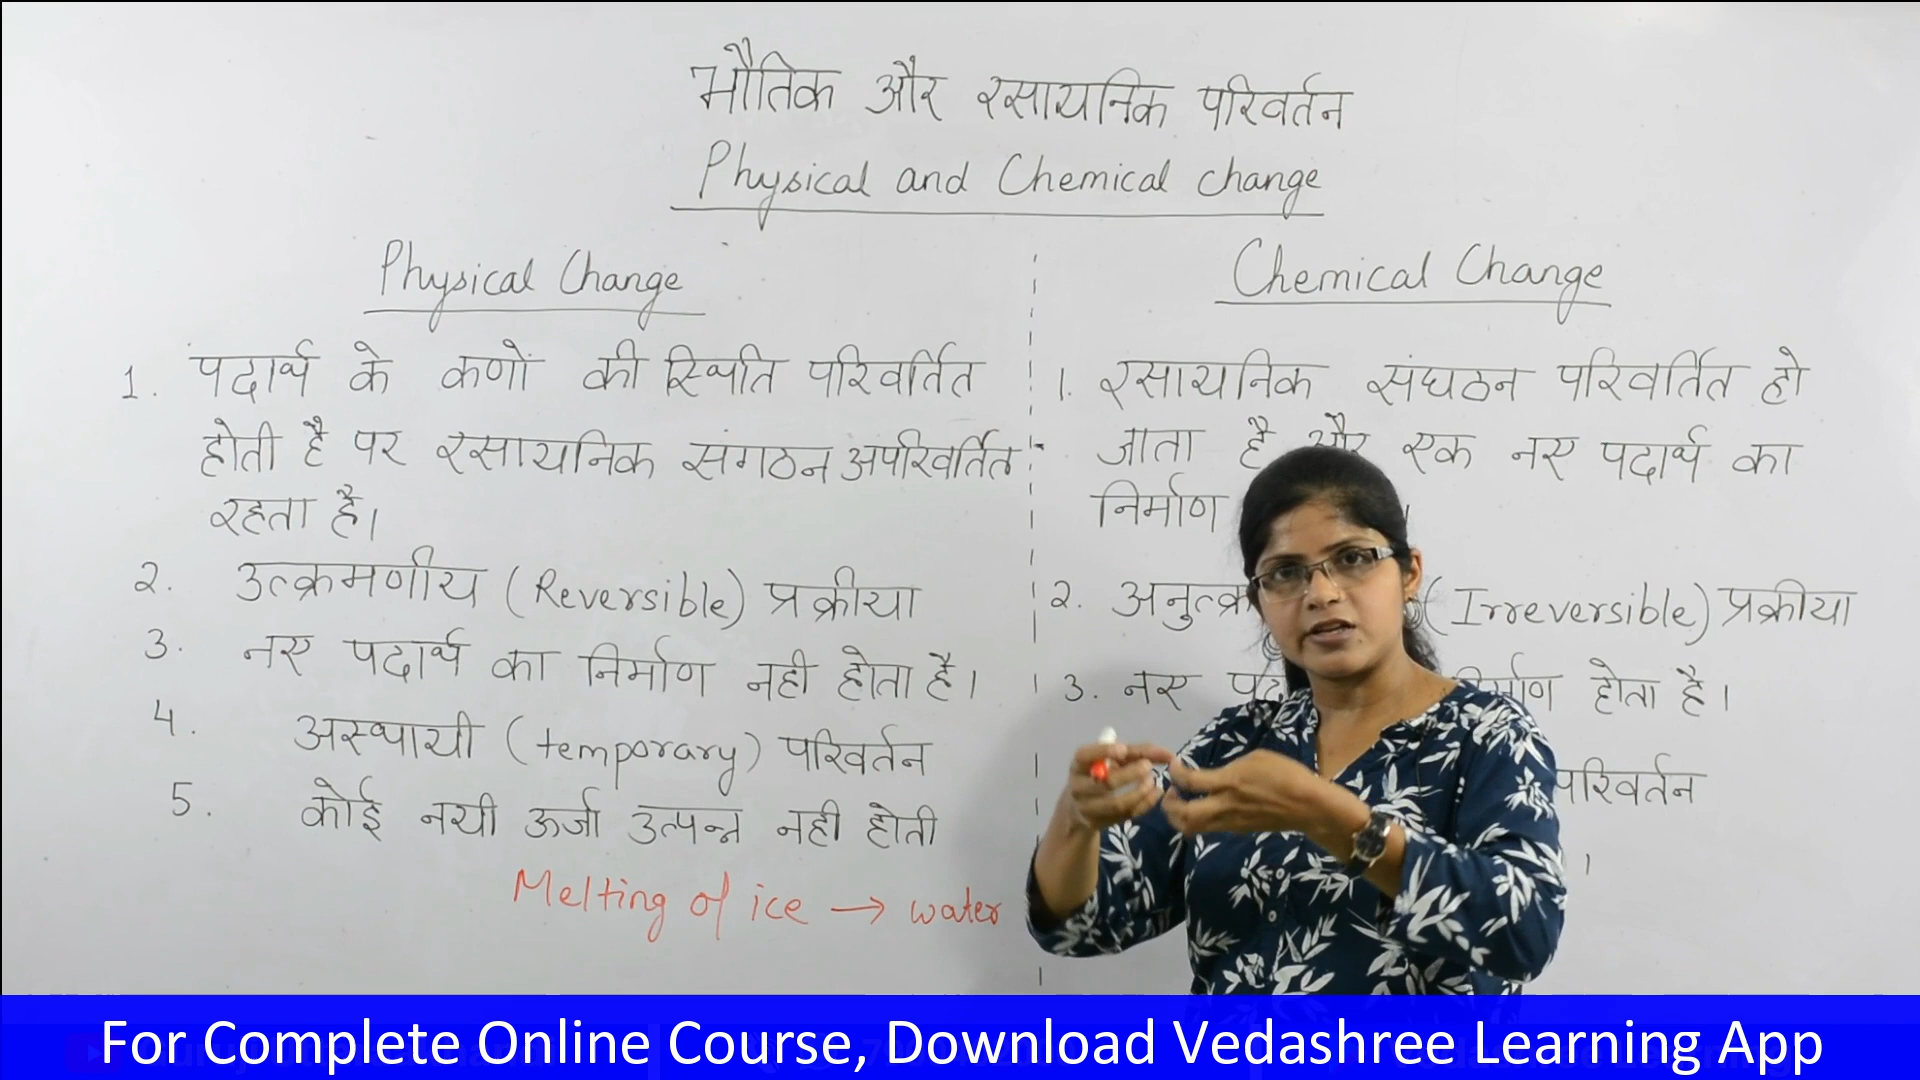 भौतिक और रसायनिक परिवर्तन
Physical and Chemical change
Physical Change
1. पदार्थ के कणों की स्थिति परिवर्तित
होती है पर रसायनिक संगठन अपरिवर्तित
रहता है।
2. उत्क्रमणीय (Reversible) प्रक्रीया
3. नए पदार्थ का निर्माण नही होता है।
4. अस्थायी (temporary) परिवर्तन
5. कोई नयी ऊर्जा उत्पन्न नही होती
Melting of ice → water
Chemical Change
1. रसायनिक संघठन परिवर्तित हो
जाता है और एक नए पदार्थ का
निर्माण
2. (Irreversible) प्रक्रीया
3. नए होता है।
परिवर्तन
For Complete Online Course, Download Vedashree Learning App